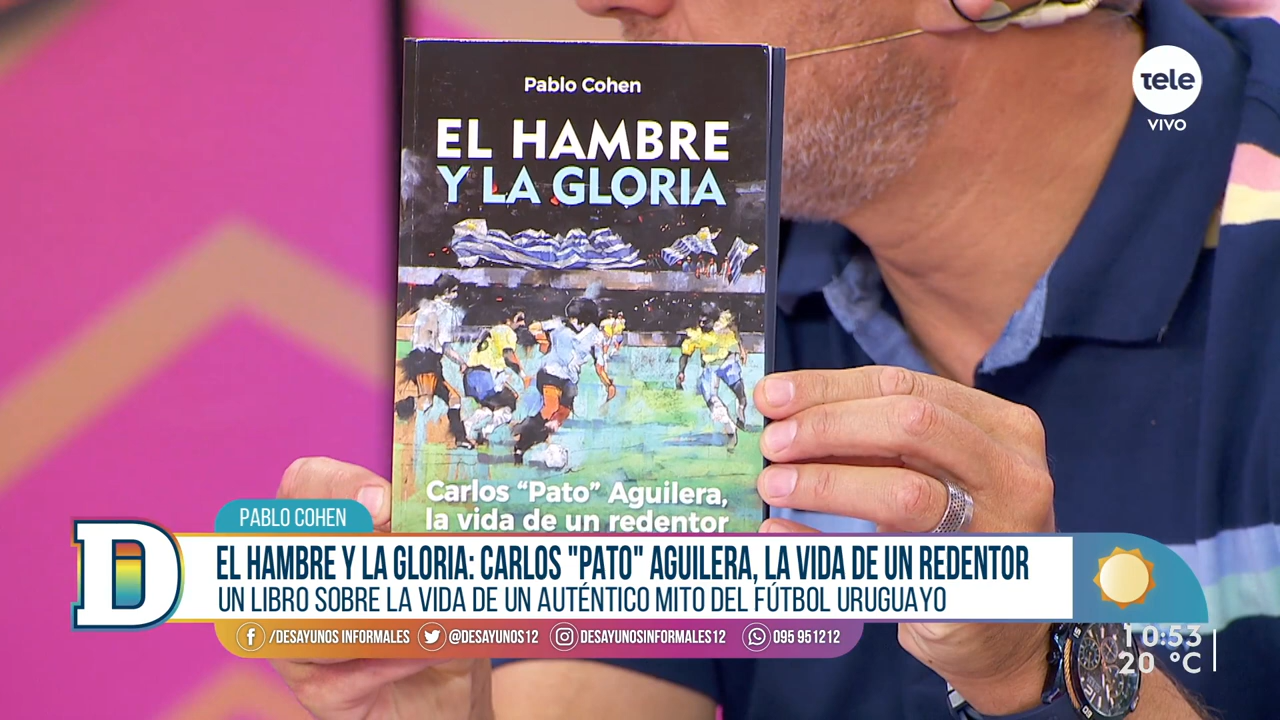 Pablo Cohen
EL HAMBRE
Y LA GLORIA
Carlos "Pato" Aguilera,
la vida de un redentor
tele
VIVO
PABLO COHEN
D
EL HAMBRE Y LA GLORIA: CARLOS "PATO" AGUILERA, LA VIDA DE UN REDENTOR
UN LIBRO SOBRE LA VIDA DE UN AUTÉNTICO MITO DEL FÚTBOL URUGUAYO
/DESAYUNOS INFORMALES @DESAYUNOS12 DESAYUNOSINFORMALES12 095 951212
10:53
20 °C